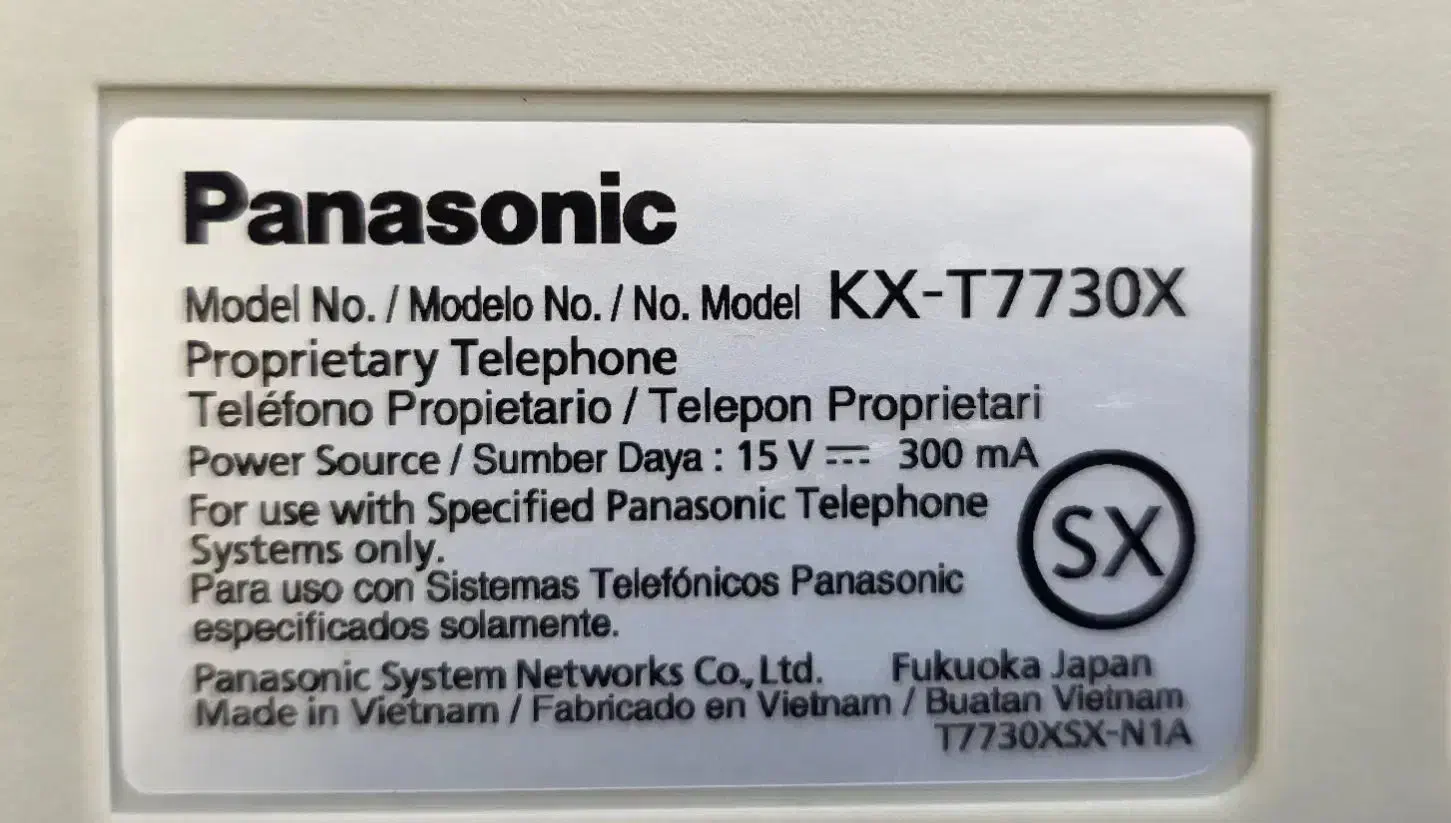 Panasonic
Model No. / Modelo No. / No. Model KX-T7730X
Proprietary Telephone
Teléfono Propietario / Telepon Proprietari
Power Source / Sumber Daya : 15 V ⎓ 300 mA
For use with Specified Panasonic Telephone
Systems only.
SX
Para uso con Sistemas Telefónicos Panasonic
especificados solamente.
Panasonic System Networks Co., Ltd. Fukuoka Japan
Made in Vietnam / Fabricado en Vietnam / Buatan Vietnam
T7730XSX-N1A